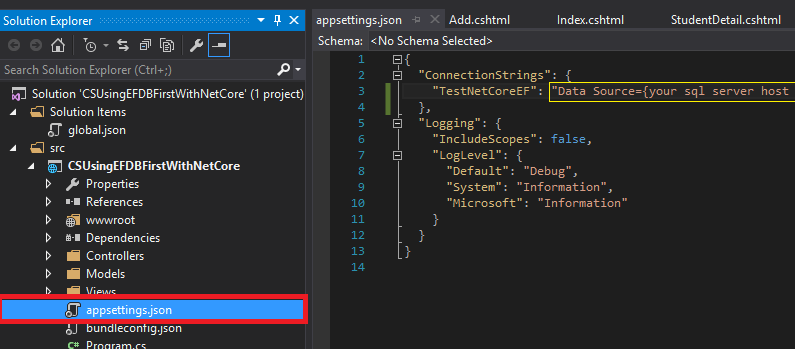 Solution Explorer
Search Solution Explorer (Ctrl+;)
Solution 'CSUsingEFDBFirstWithNetCore' (1 project)
Solution Items
global.json
src
CSUsingEFDBFirstWithNetCore
Properties
References
wwwroot
Dependencies
Controllers
Models
Views
appsettings.json
bundleconfig.json
Program.cs
appsettings.json Add.cshtml Index.cshtml StudentDetail.cshtml
Schema: <No Schema Selected>
1 {
2 "ConnectionStrings": {
3 "TestNetCoreEF": "Data Source={your sql server host
4 },
5 "Logging": {
6 "IncludeScopes": false,
7 "LogLevel": {
8 "Default": "Debug",
9 "System": "Information",
10 "Microsoft": "Information"
11 }
12 }
13 }
14